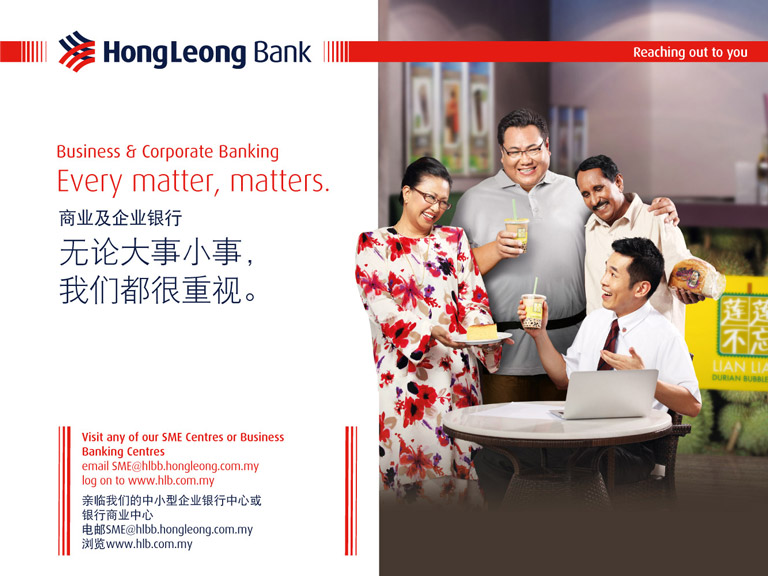 HongLeong Bank
Reaching out to you
Business & Corporate Banking
Every matter, matters.
商业及企业银行
无论大事小事，
我们都很重视。
Visit any of our SME Centres or Business
Banking Centres
email SME@hlbb.hongleong.com.my
log on to www.hlb.com.my
亲临我们的中小型企业银行中心或
银行商业中心
电邮SME@hlbb.hongleong.com.my
浏览www.hlb.com.my
莲莲
不忘
LIAN LIA
DURIAN BUBBLE